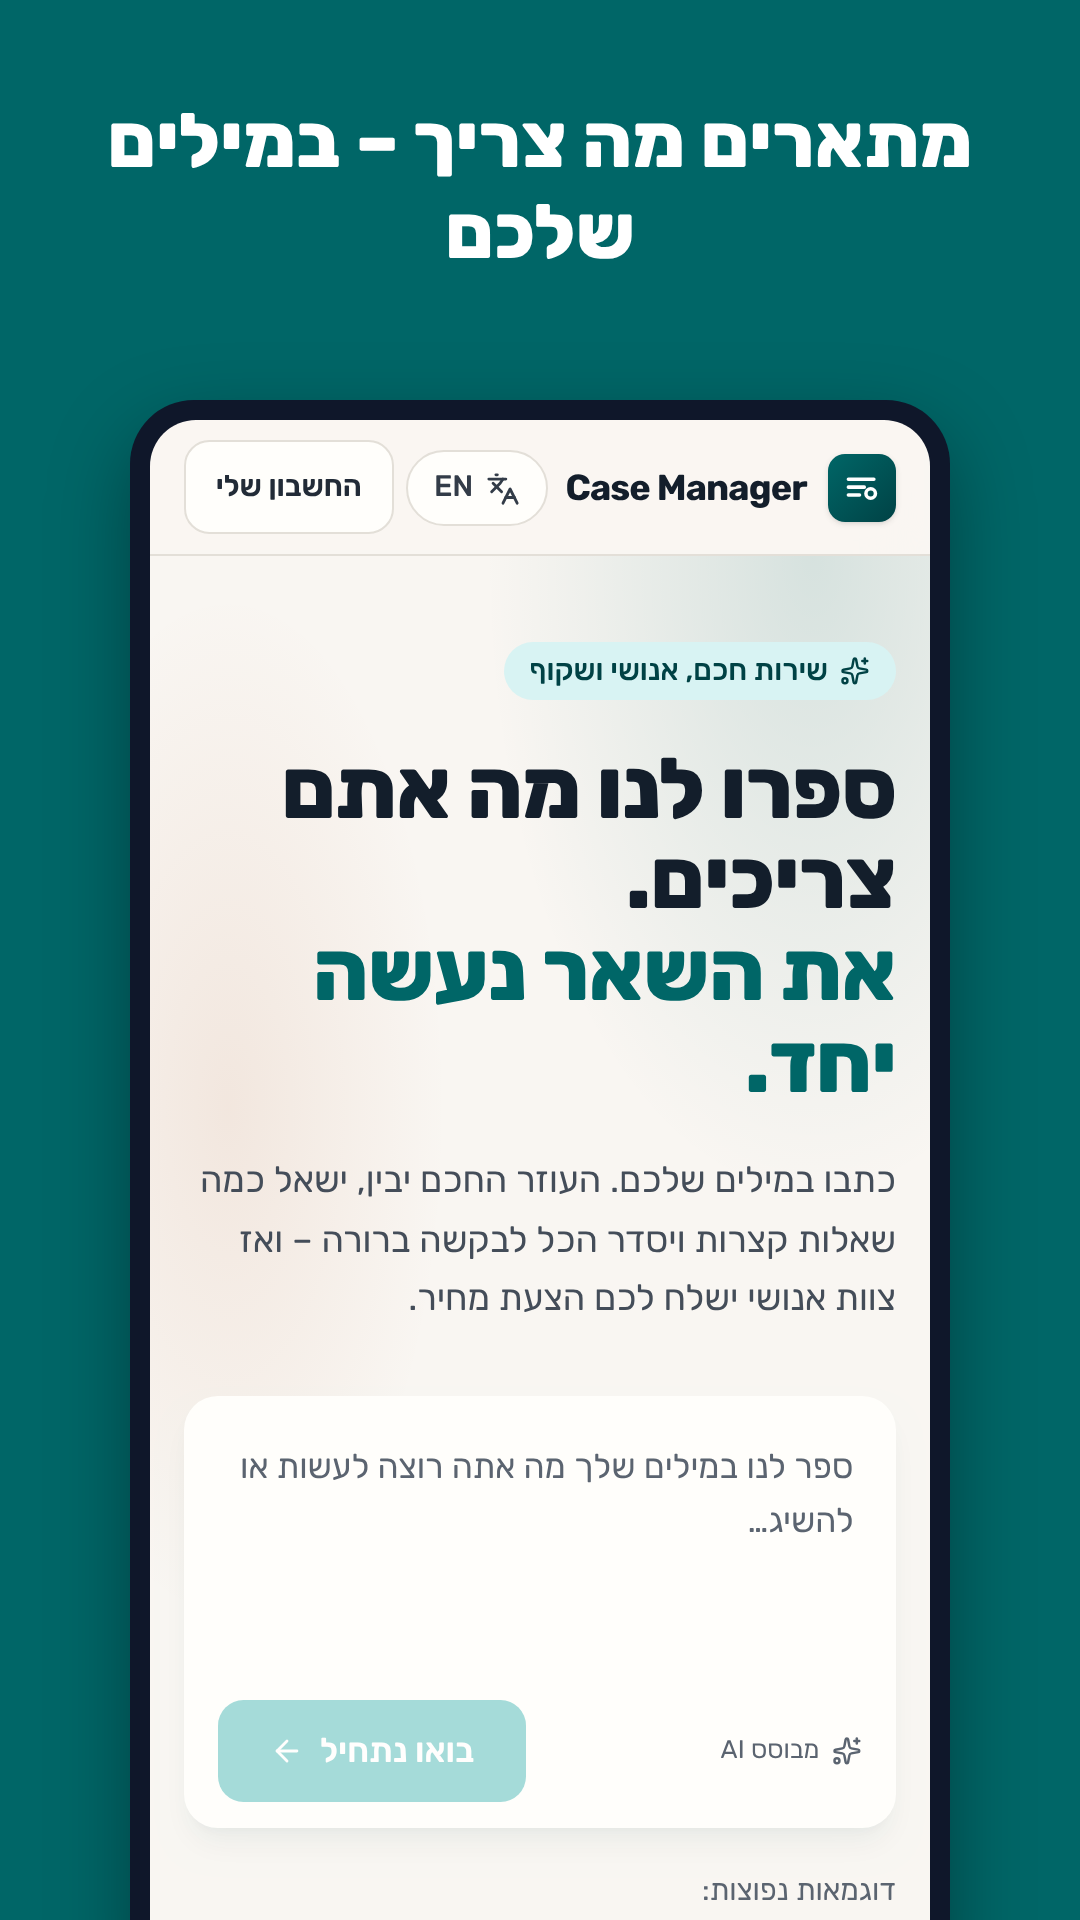 מתארים מה צריך – במילים
שלכם
Case Manager
EN
החשבון שלי
שירות חכם, אנושי ושקוף
ספרו לנו מה אתם
צריכים.
את השאר נעשה
יחד.
כתבו במילים שלכם. העוזר החכם יבין, ישאל כמה
שאלות קצרות ויסדר הכל לבקשה ברורה – ואז
צוות אנושי ישלח לכם הצעת מחיר.
ספר לנו במילים שלך מה אתה רוצה לעשות או
להשיג...
מבוסס AI
בואו נתחיל
דוגמאות נפוצות: